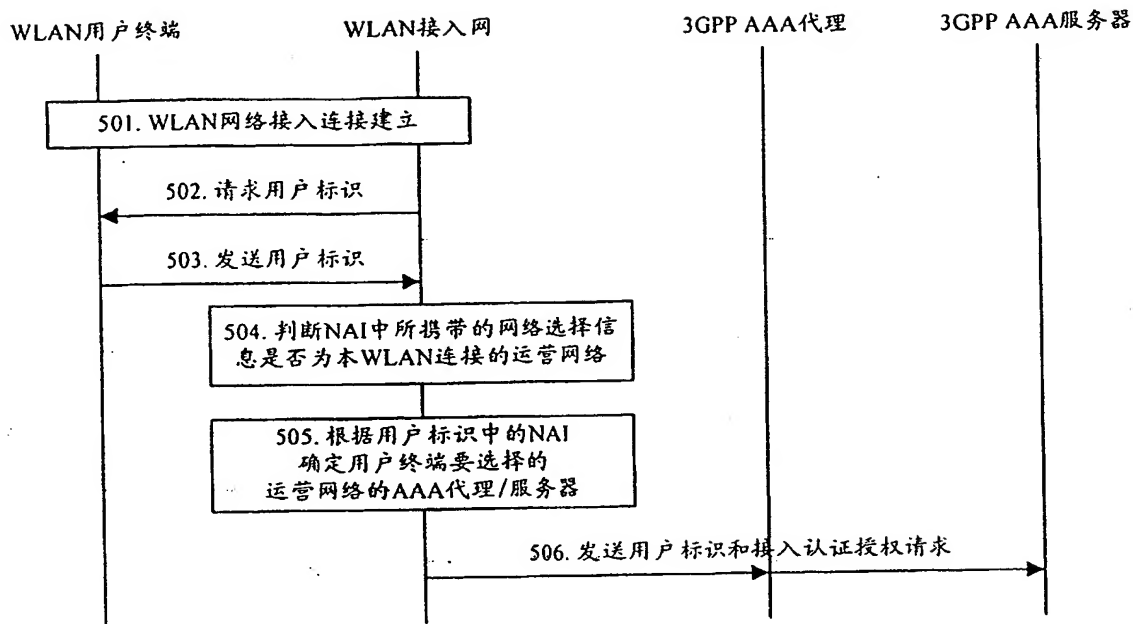 WLAN用户终端
WLAN接入网
3GPP AAA代理
3GPP AAA服务器
501. WLAN网络接入连接建立
502. 请求用户标识
503. 发送用户标识
504. 判断NAI中所携带的网络选择信
息是否为本WLAN连接的运营网络
505. 根据用户标识中的NAI
确定用户终端要选择的
运营网络的AAA代理/服务器
506. 发送用户标识和接入认证授权请求